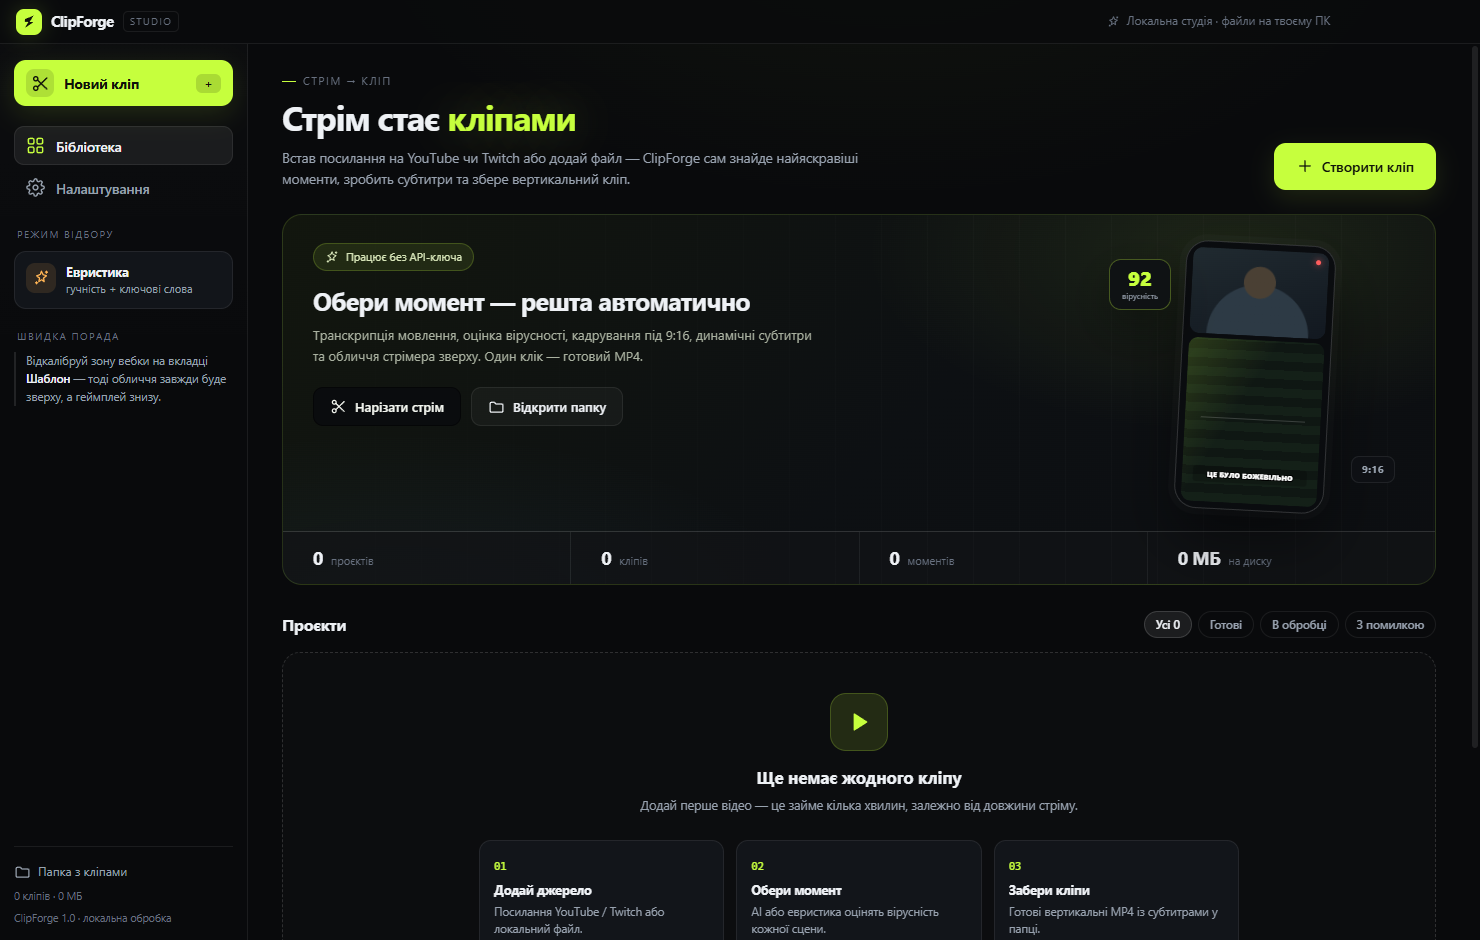 ClipForge STUDIO
Локальна студія · файли на твоєму ПК
Новий кліп +
Бібліотека
Налаштування
РЕЖИМ ВІДБОРУ
Евристика
гучність + ключові слова
ШВИДКА ПОРАДА
Відкалібруй зону вебки на вкладці
Шаблон — тоді обличчя завжди буде
зверху, а геймплей знизу.
Папка з кліпами
0 кліпів · 0 МБ
ClipForge 1.0 · локальна обробка
— СТРІМ → КЛІП
Стрім стає кліпами
Встав посилання на YouTube чи Twitch або додай файл — ClipForge сам знайде найяскравіші
моменти, зробить субтитри та збере вертикальний кліп.
+ Створити кліп
Працює без API-ключа
Обери момент — решта автоматично
Транскрипція мовлення, оцінка вірусності, кадрування під 9:16, динамічні субтитри
та обличчя стрімера зверху. Один клік — готовий MP4.
Нарізати стрім
Відкрити папку
92
вірусність
ЦЕ БУЛО БОЖЕВІЛЬНО
9:16
0 проєктів
0 кліпів
0 моментів
0 МБ на диску
Проєкти
Усі 0
Готові
В обробці
З помилкою
Ще немає жодного кліпу
Додай перше відео — це займе кілька хвилин, залежно від довжини стріму.
01
Додай джерело
Посилання YouTube / Twitch або
локальний файл.
02
Обери момент
AI або евристика оцінять вірусність
кожної сцени.
03
Забери кліпи
Готові вертикальні MP4 із субтитрами у
папці.